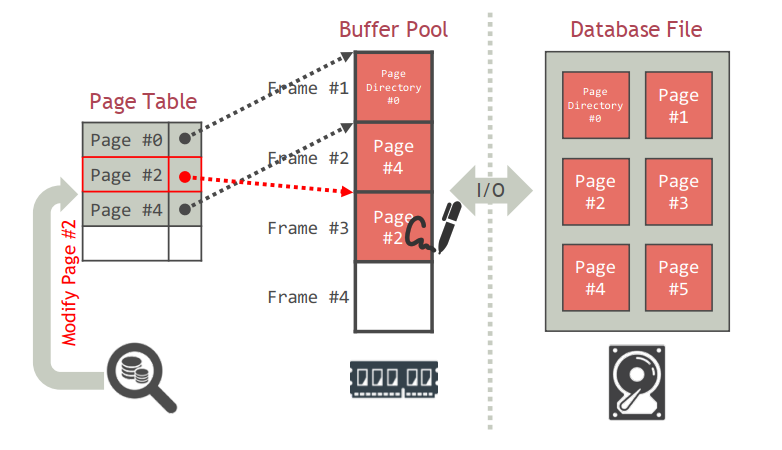 Buffer Pool
Database File
Page Table
Page #0
Page #2
Page #4
Modify Page #2
Frame #1
Frame #2
Frame #3
Frame #4
Page
Directory
#0
Page
#4
Page
#2
I/O
Page
Directory
#0
Page
#1
Page
#2
Page
#3
Page
#4
Page
#5